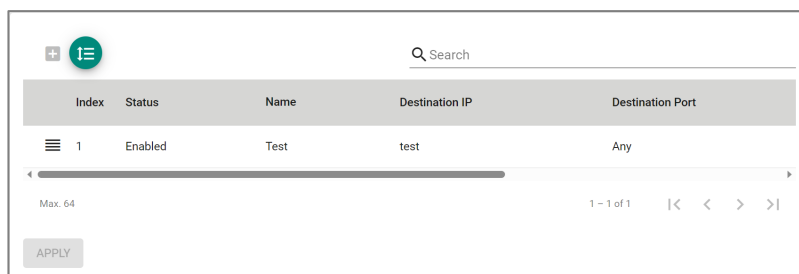 Search
Index Status Name Destination IP Destination Port
1 Enabled Test test Any
Max. 64 1 – 1 of 1
APPLY